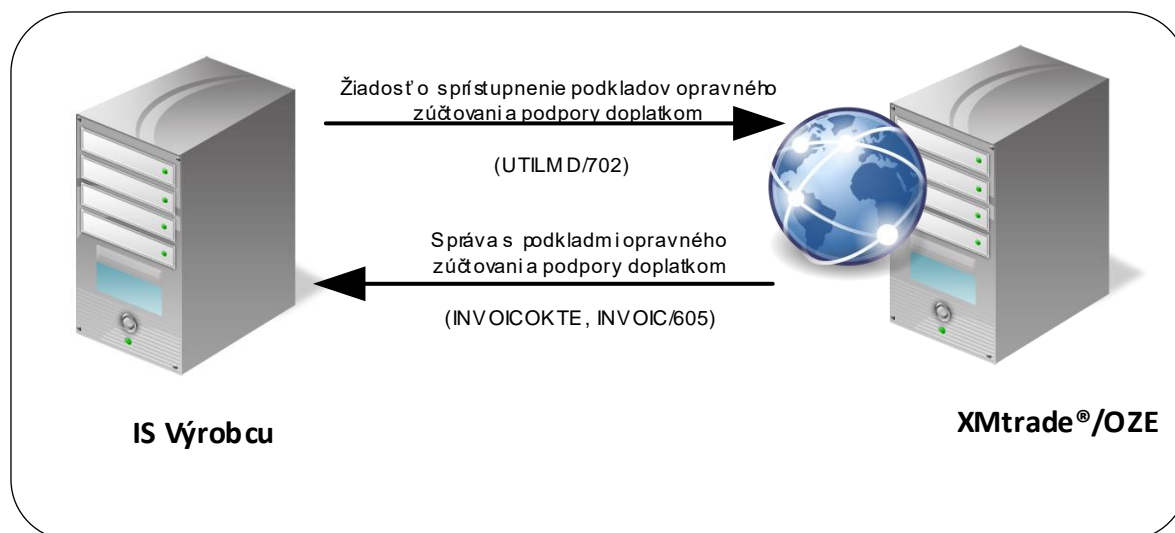 Žiadosť o sprístupnenie podkladov opravného
zúčtovania podpory doplatkom
(UTILMD/702)
Správa s podkladmi opravného
zúčtovania podpory doplatkom
(INVOICOKTE, INVOIC/605)
IS Výrobcu
XMtrade®/OZE